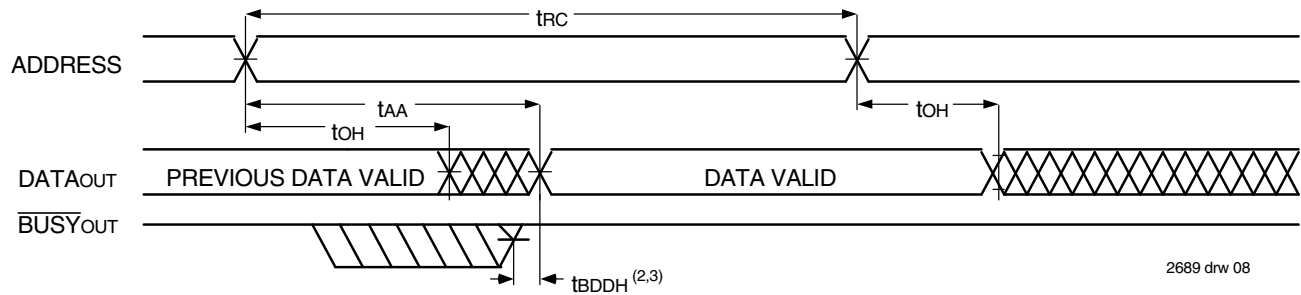 tRC
ADDRESS
tAA
tOH
tOH
DATAOUT
PREVIOUS DATA VALID
DATA VALID
BUSYOUT
tBDDH (2,3)
2689 drw 08